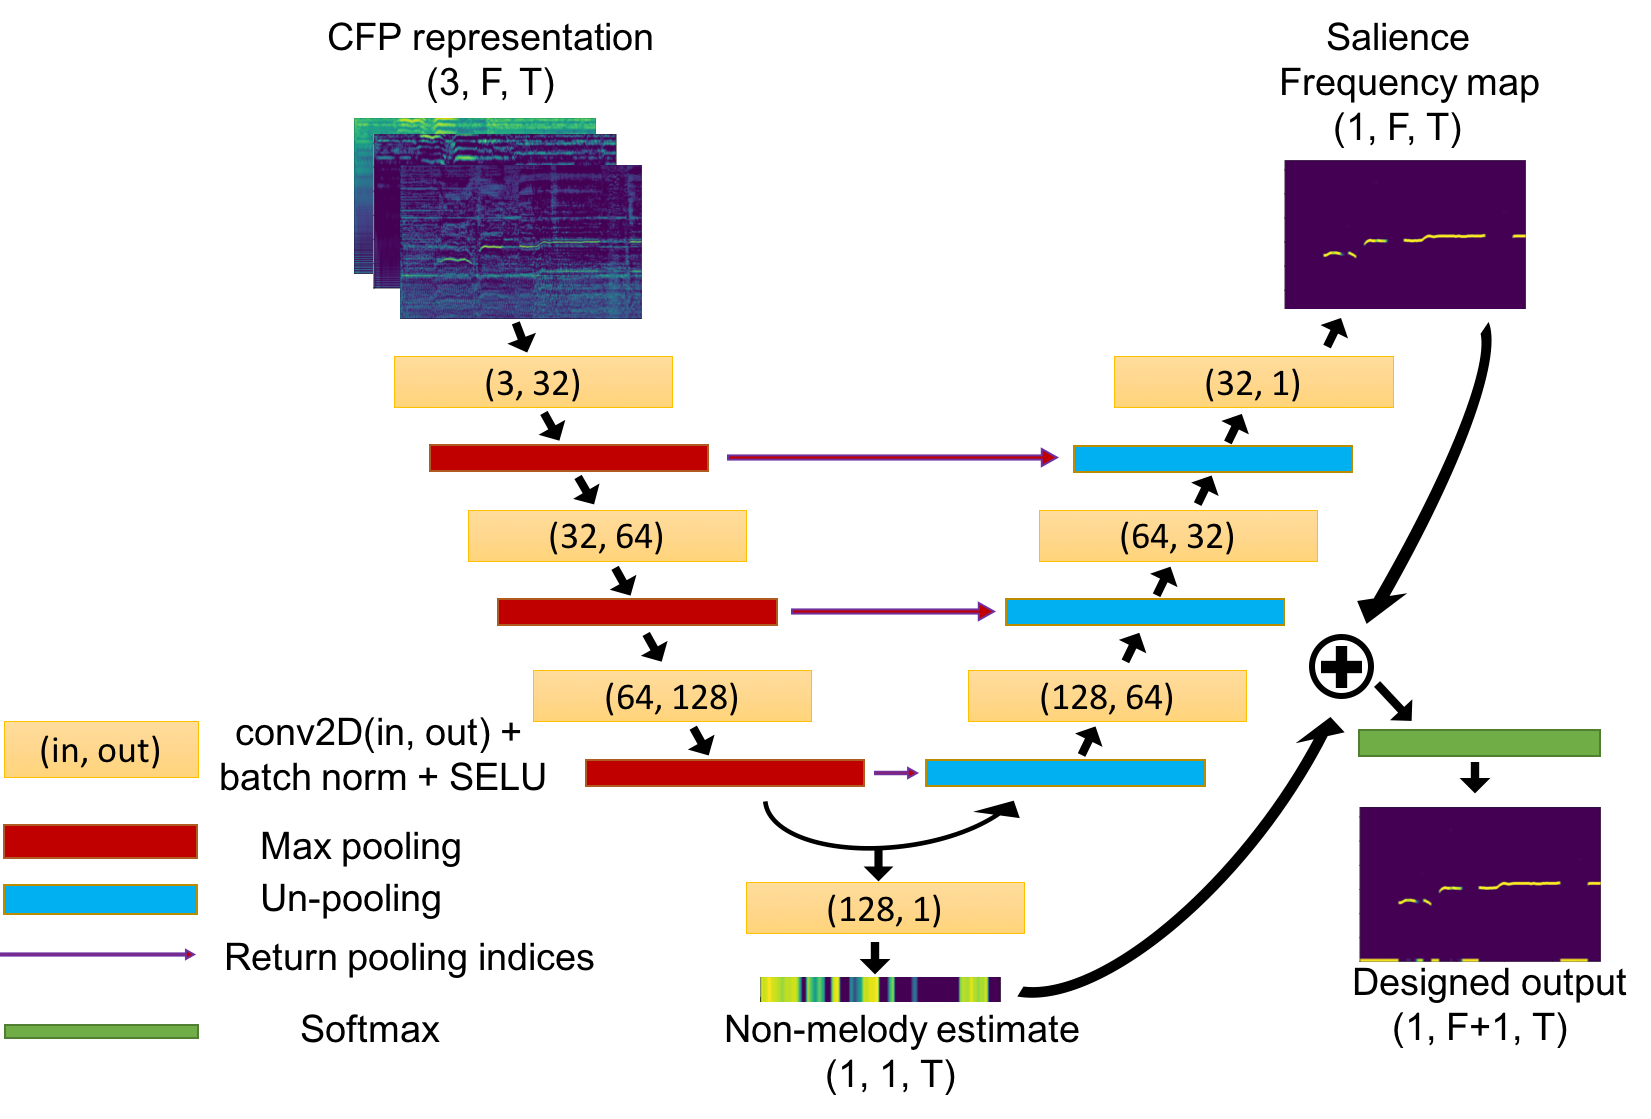 CFP representation
(3, F, T)
Salience
Frequency map
(1, F, T)
(3, 32)
(32, 1)
(32, 64)
(64, 32)
(64, 128)
(128, 64)
(in, out)
conv2D(in, out) +
batch norm + SELU
Max pooling
Un-pooling
Return pooling indices
Softmax
(128, 1)
Non-melody estimate
(1, 1, T)
Designed output
(1, F+1, T)